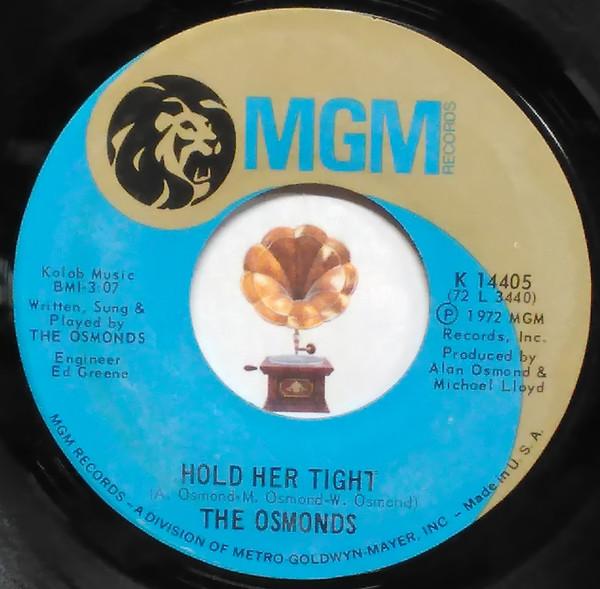 MGM
RECORDS
Kolob Music
BMI-3:07
Written, Sung &
Played by
THE OSMONDS
Engineer
Ed Greene
K 14405
(72 L 3440)
Ⓟ 1972 MGM
Records, Inc.
Produced by
Alan Osmond &
Michael Lloyd
HOLD HER TIGHT
(A. Osmond-M. Osmond-W. Osmond)
THE OSMONDS
MGM RECORDS - A DIVISION OF METRO-GOLDWYN-MAYER, INC - Made in U. S. A.